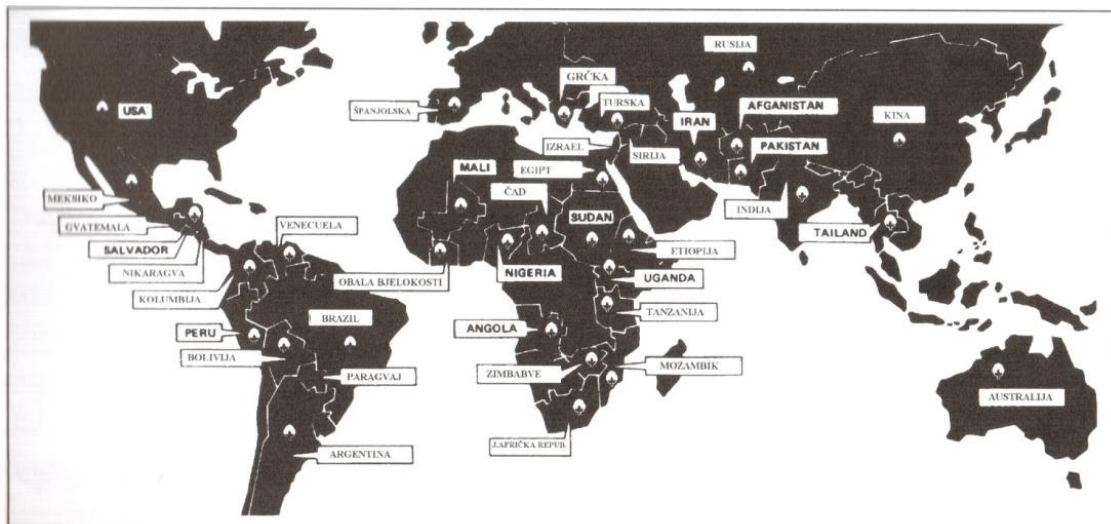 RUSIJA
GRČKA
USA
ŠPANJOLSKA
TURSKA
IRAN
AFGANISTAN
KINA
IZRAEL
SIRIJA
PAKISTAN
MALI
EGIPT
MEKSIKO
ČAD
INDIJA
GVATEMALA
SUDAN
TAILAND
SALVADOR
VENECUELA
ETIOPIJA
NIKARAGVA
NIGERIA
OBALA BJELOKOSTI
UGANDA
KOLUMBIJA
BRAZIL
TANZANIJA
PERU
ANGOLA
BOLIVIJA
ZIMBABVE
MOZAMBIK
PARAGVAJ
AUSTRALIJA
J.AFRIČKA REPUB.
ARGENTINA